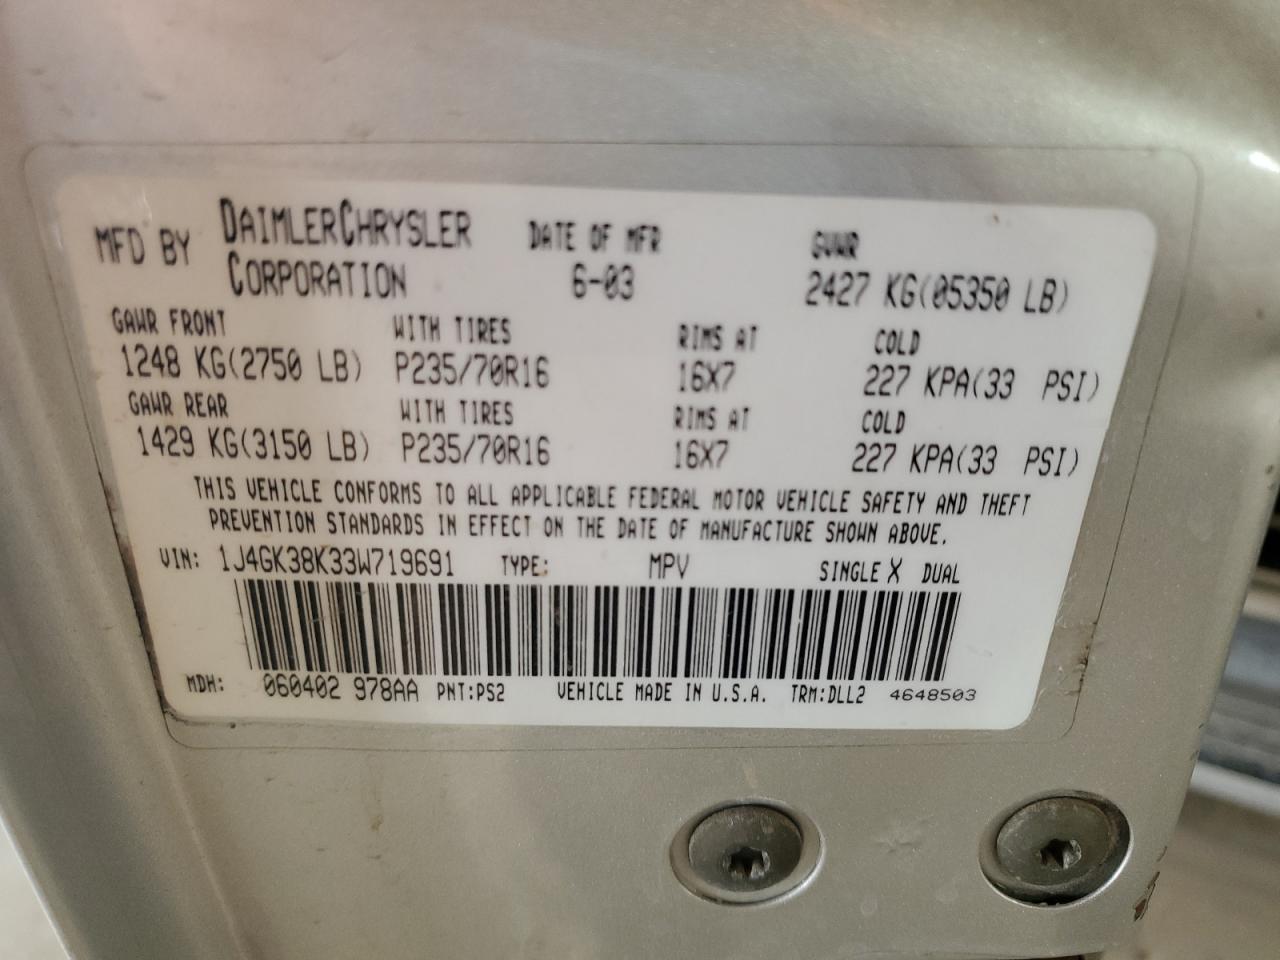 MFD BY DAIMLERCHRYSLER CORPORATION DATE OF MFR 6-03 GVWR 2427 KG(05350 LB)
GAWR FRONT WITH TIRES RIMS AT COLD
1248 KG(2750 LB) P235/70R16 16X7 227 KPA(33 PSI)
GAWR REAR WITH TIRES RIMS AT COLD
1429 KG(3150 LB) P235/70R16 16X7 227 KPA(33 PSI)
THIS VEHICLE CONFORMS TO ALL APPLICABLE FEDERAL MOTOR VEHICLE SAFETY AND THEFT
PREVENTION STANDARDS IN EFFECT ON THE DATE OF MANUFACTURE SHOWN ABOVE.
VIN: 1J4GK38K33W719691 TYPE: MPV SINGLE X DUAL
MDH: 060402 978AA PNT:PS2 VEHICLE MADE IN U.S.A. TRM:DLL2 4648503